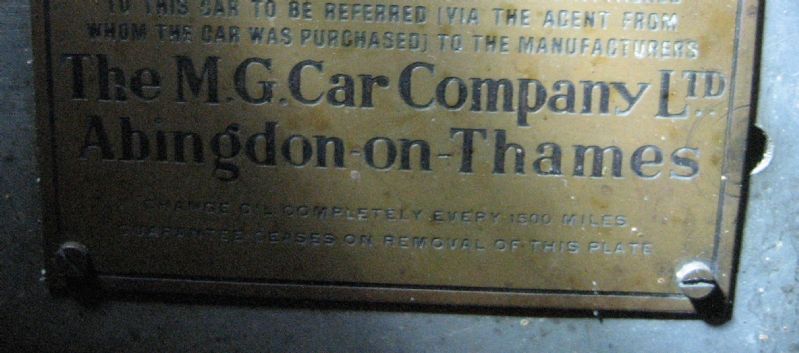 TO THIS CAR TO BE REFERRED (VIA THE AGENT FROM
WHOM THE CAR WAS PURCHASED) TO THE MANUFACTURERS
The M.G. Car Company LTD.
Abingdon-on-Thames
CHANGE OIL COMPLETELY EVERY 1500 MILES
GUARANTEE CEASES ON REMOVAL OF THIS PLATE